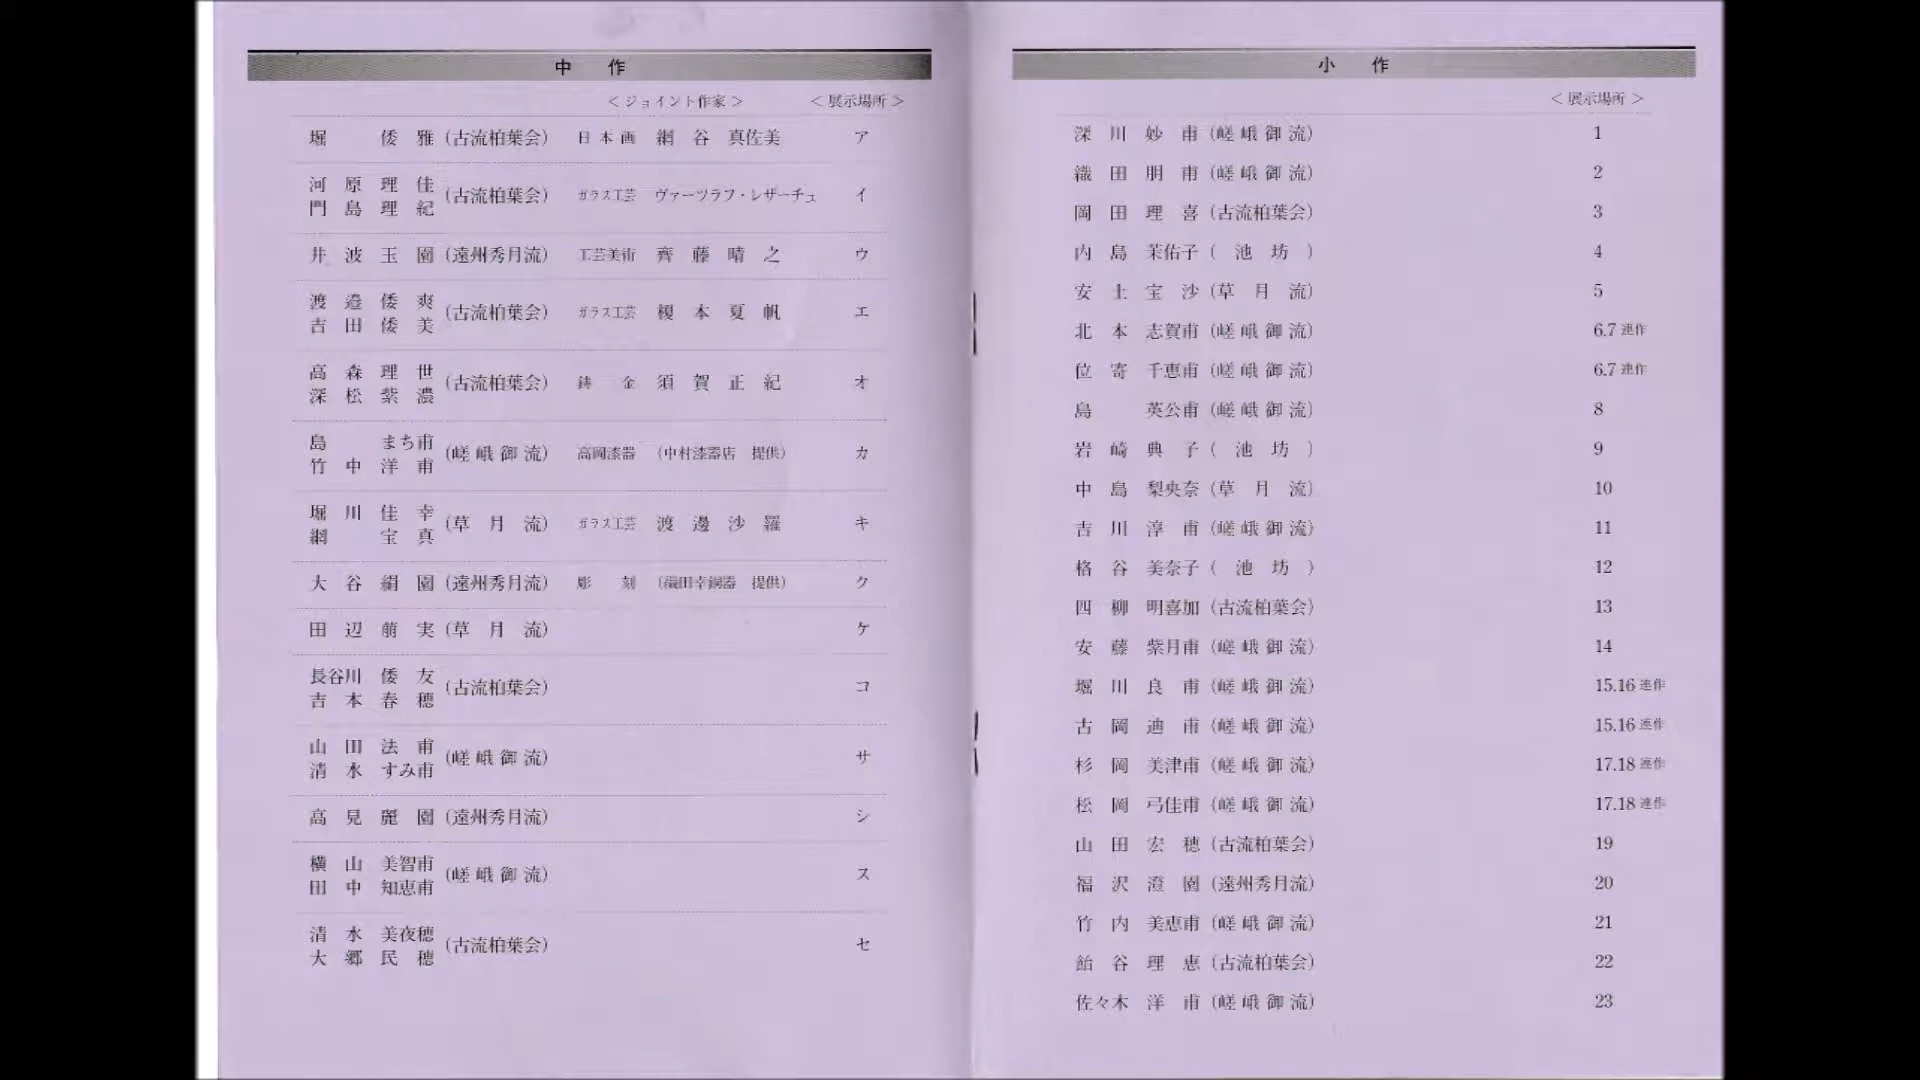 中　作
＜ジョイント作家＞　＜展示場所＞
堀　倭雅（古流柏葉会）　日本画　網谷　真佐美　ア
河原理佳
門島理紀（古流柏葉会）　ガラス工芸　ヴァーツラフ・レザーチェ　イ
井波玉園（遠州秀月流）　工芸美術　齊藤晴之　ウ
渡邉倭爽
吉田倭美（古流柏葉会）　ガラス工芸　榎本夏帆　エ
高森理世
深松紫濃（古流柏葉会）　鋳金　須賀正紀　オ
島　まち甫
竹中洋甫（嵯峨御流）　高岡漆器　（中村漆器店　提供）　カ
堀川佳幸
網　宝真（草月流）　ガラス工芸　渡邊沙羅　キ
大谷絹園（遠州秀月流）　彫刻　（織田幸銅器　提供）　ク
田辺萠実（草月流）　ケ
長谷川倭友
吉本春穂（古流柏葉会）　コ
山田法甫
清水すみ甫（嵯峨御流）　サ
高見麗園（遠州秀月流）　シ
横山美智甫
田中知恵甫（嵯峨御流）　ス
清水美夜穂
大郷民穂（古流柏葉会）　セ
小　作
＜展示場所＞
深川妙甫（嵯峨御流）　1
織田朋甫（嵯峨御流）　2
岡田理喜（古流柏葉会）　3
内島茉佑子（池坊）　4
安土宝沙（草月流）　5
北本志賀甫（嵯峨御流）　6.7 連作
位寄千恵甫（嵯峨御流）　6.7 連作
島　英公甫（嵯峨御流）　8
岩崎典子（池坊）　9
中島梨央奈（草月流）　10
吉川淳甫（嵯峨御流）　11
格谷美奈子（池坊）　12
四柳明喜加（古流柏葉会）　13
安藤紫月甫（嵯峨御流）　14
堀川良甫（嵯峨御流）　15.16 連作
古岡迪甫（嵯峨御流）　15.16 連作
杉岡美津甫（嵯峨御流）　17.18 連作
松岡弓佳甫（嵯峨御流）　17.18 連作
山田宏穂（古流柏葉会）　19
福沢澄園（遠州秀月流）　20
竹内美恵甫（嵯峨御流）　21
飴谷理恵（古流柏葉会）　22
佐々木洋甫（嵯峨御流）　23